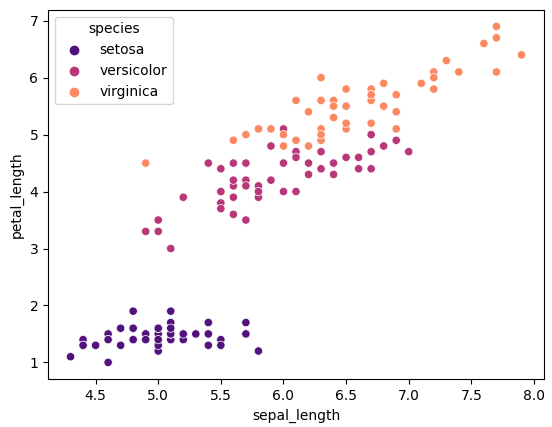 species
setosa
versicolor
virginica
7
6
5
4
3
2
1
petal_length
4.5 5.0 5.5 6.0 6.5 7.0 7.5 8.0
sepal_length